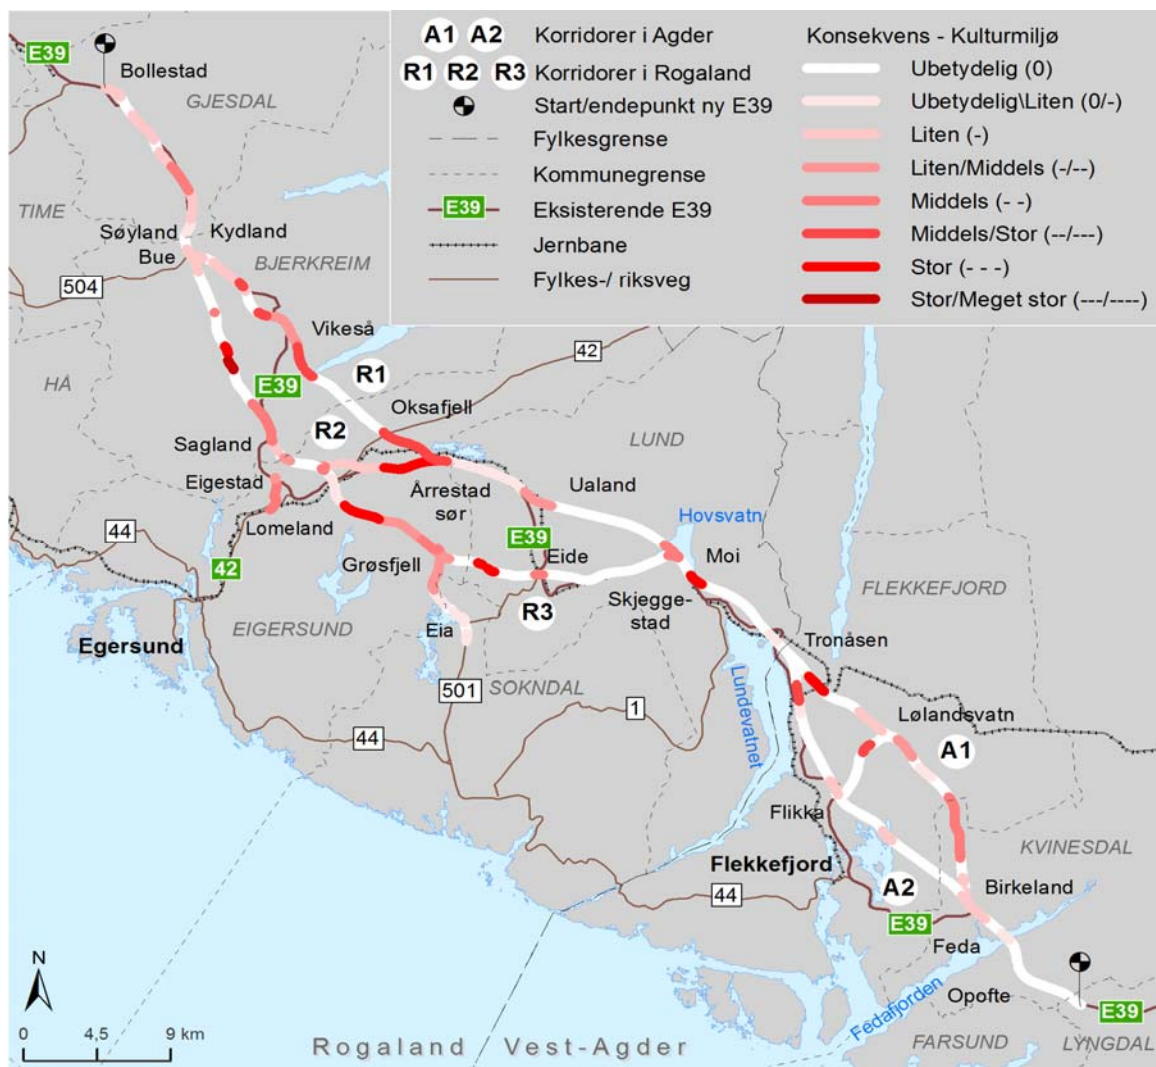 A1 A2 Korridorer i Agder
R1 R2 R3 Korridorer i Rogaland
Start/endepunkt ny E39
Fylkesgrense
Kommunegrense
E39 Eksisterende E39
Jernbane
Fylkes-/ riksveg
Konsekvens - Kulturmiljø
Ubetydelig (0)
Ubetydelig\Liten (0/-)
Liten (-)
Liten/Middels (-/--)
Middels (- -)
Middels/Stor (--/---)
Stor (- - -)
Stor/Meget stor (---/----)
E39
Bollestad
GJESDAL
TIME
Søyland
Kydland
Bue
BJERKREIM
504
Vikeså
HÅ
E39
R1
42
Oksafjell
R2
LUND
Sagland
Eigestad
Årrestad
sør
Ualand
Lomeland
Hovsvatn
44
E39
42
Grøsfjell
Eide
Moi
FLEKKEFJORD
R3
Skjegge-
stad
EIGERSUND
Eia
Egersund
Tronåsen
501
SOKNDAL
Lundevatnet
1
Lølandsvatn
44
A1
Flikka
KVINESDAL
Flekkefjord
A2
Birkeland
44
E39
Feda
N
Opofte
Fedafjorden
E39
0 4,5 9 km
Rogaland Vest-Agder
FARSUND
LYNGDAL